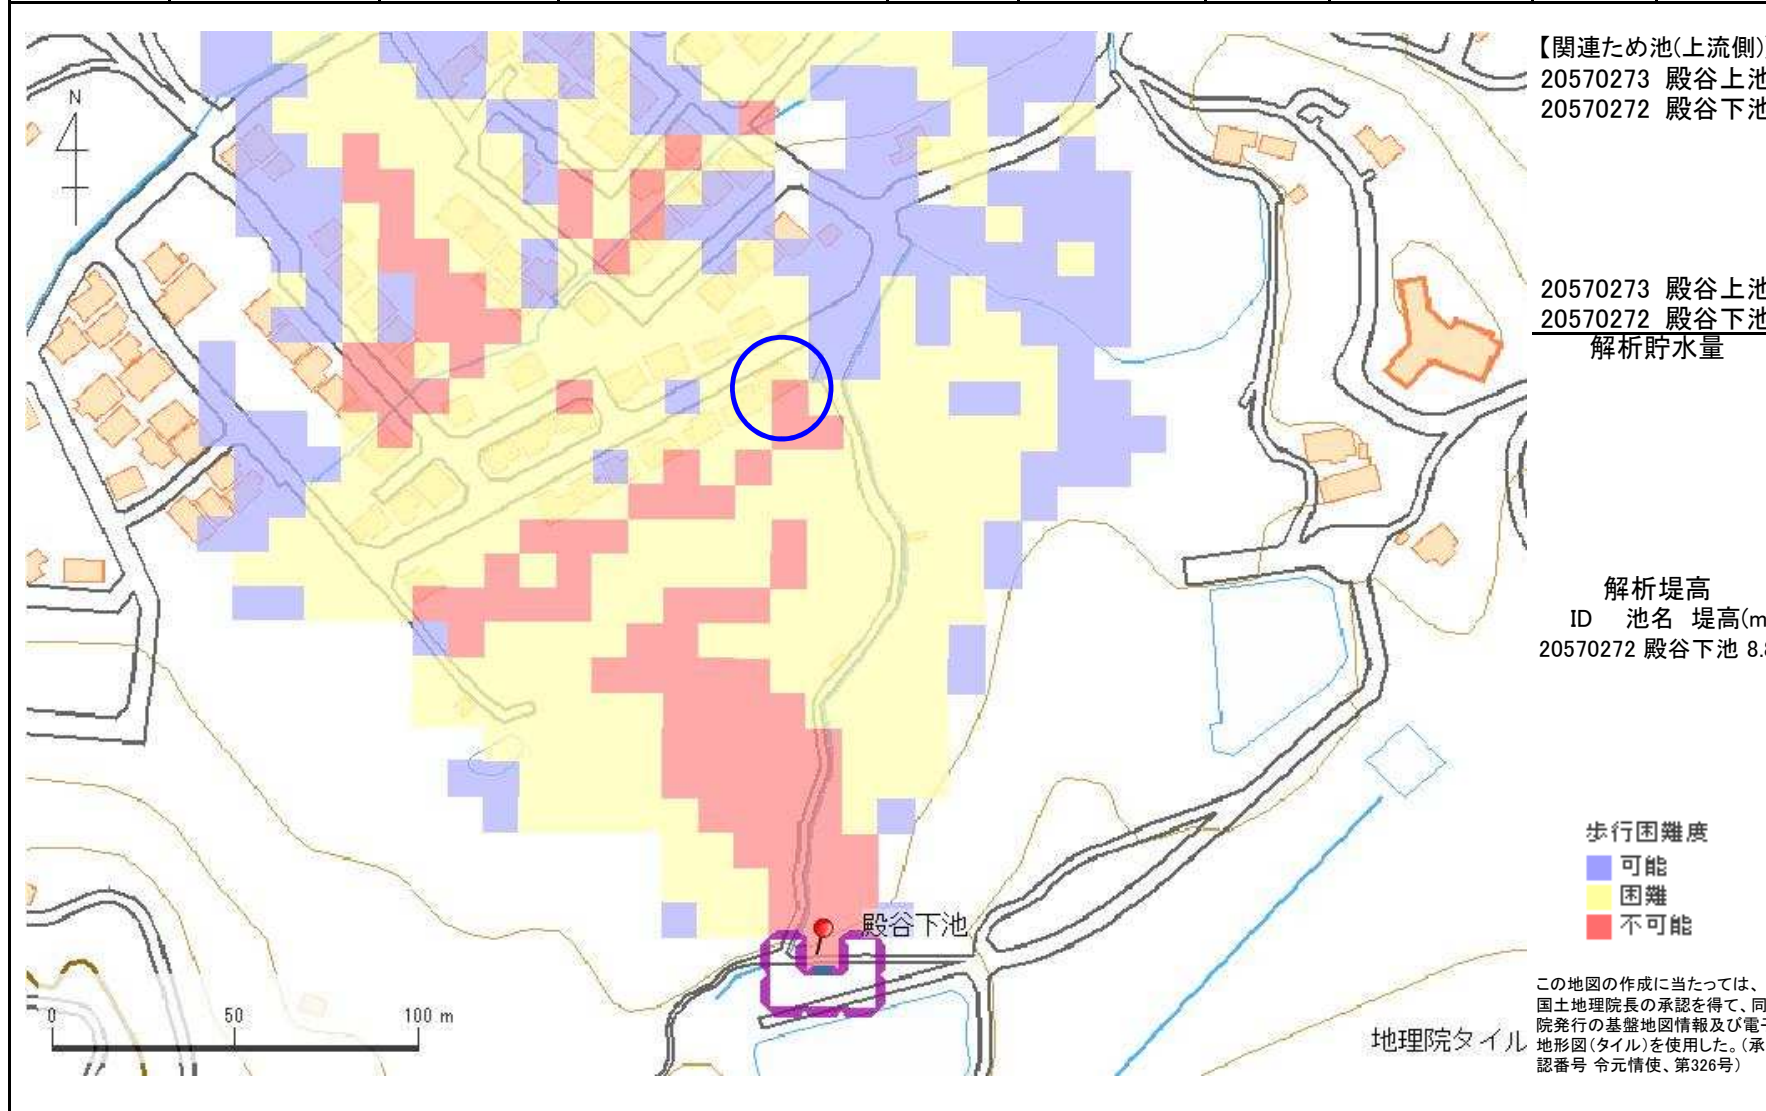 【関連ため池(上流側)】
20570273 殿谷上池
20570272 殿谷下池
20570273 殿谷上池
20570272 殿谷下池
解析貯水量
解析堤高
ID 池名 堤高(m
20570272 殿谷下池 8.8
歩行困難度
可能
困難
不可能
この地図の作成に当たっては、
国土地理院長の承認を得て、同
院発行の基盤地図情報及び電子
地形図(タイル)を使用した。(承
認番号 令元情使、第326号)
N
殿谷下池
0 50 100 m
地理院タイル